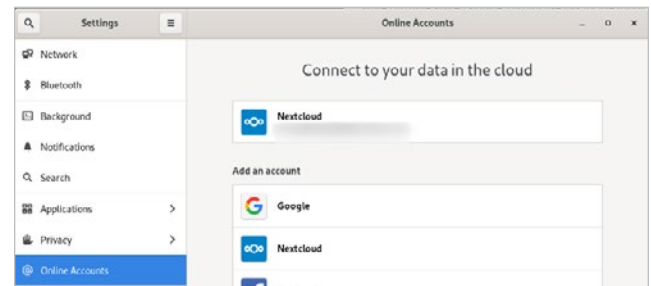 Settings
Online Accounts
Network
Bluetooth
Background
Notifications
Search
Applications
Privacy
Online Accounts
Connect to your data in the cloud
Nextcloud
Add an account
Google
Nextcloud